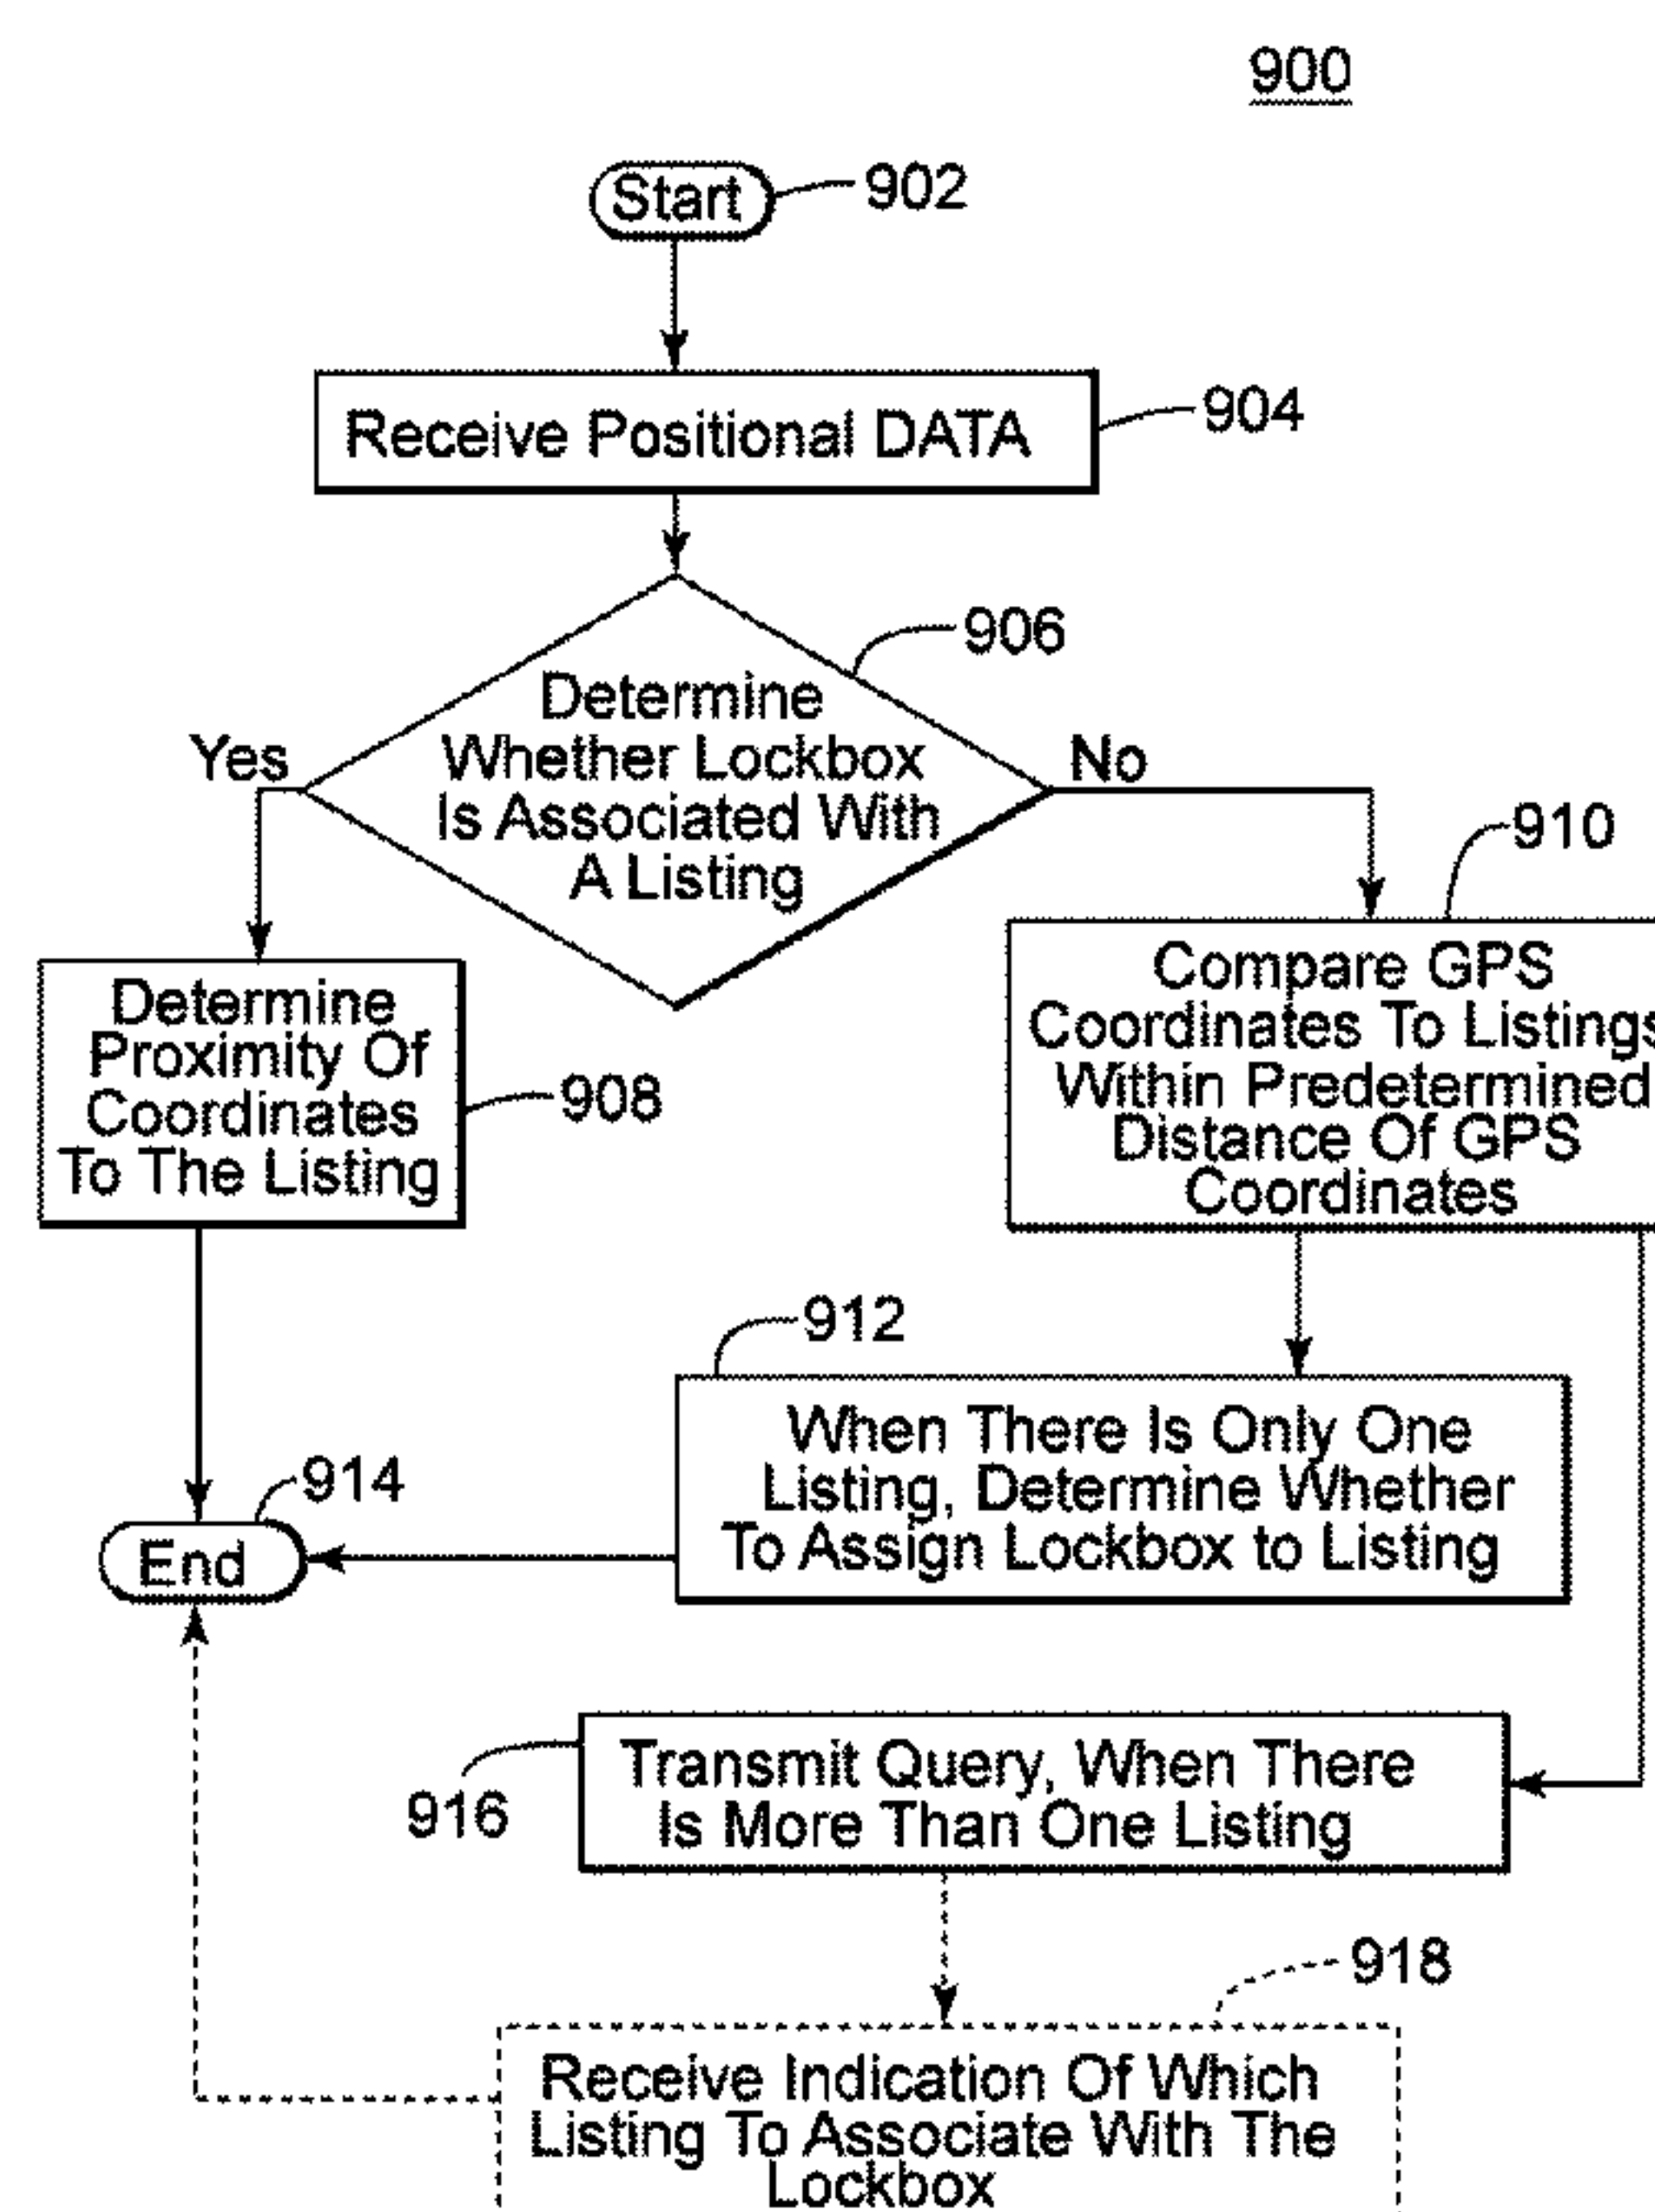 900
Start
902
Receive Positional DATA
904
906
Determine
Whether Lockbox
Is Associated With
A Listing
Yes
No
910
Determine
Proximity Of
Coordinates
To The Listing
908
Compare GPS
Coordinates To Listings
Within Predetermined
Distance Of GPS
Coordinates
912
When There Is Only One
Listing, Determine Whether
To Assign Lockbox to Listing
914
End
Transmit Query, When There
Is More Than One Listing
916
918
Receive Indication Of Which
Listing To Associate With The
Lockbox